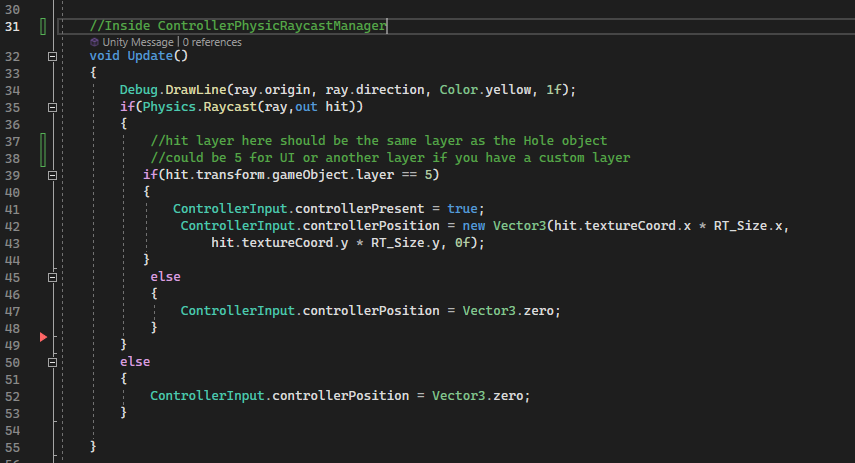 30
31 //Inside ControllerPhysicRaycastManager
Unity Message | 0 references
32 void Update()
33 {
34 Debug.DrawLine(ray.origin, ray.direction, Color.yellow, 1f);
35 if(Physics.Raycast(ray,out hit))
36 {
37 //hit layer here should be the same layer as the Hole object
38 //could be 5 for UI or another layer if you have a custom layer
39 if(hit.transform.gameObject.layer == 5)
40 {
41 ControllerInput.controllerPresent = true;
42 ControllerInput.controllerPosition = new Vector3(hit.textureCoord.x * RT_Size.x,
43 hit.textureCoord.y * RT_Size.y, 0f);
44 }
45 else
46 {
47 ControllerInput.controllerPosition = Vector3.zero;
48 }
49 }
50 else
51 {
52 ControllerInput.controllerPosition = Vector3.zero;
53 }
54
55 }